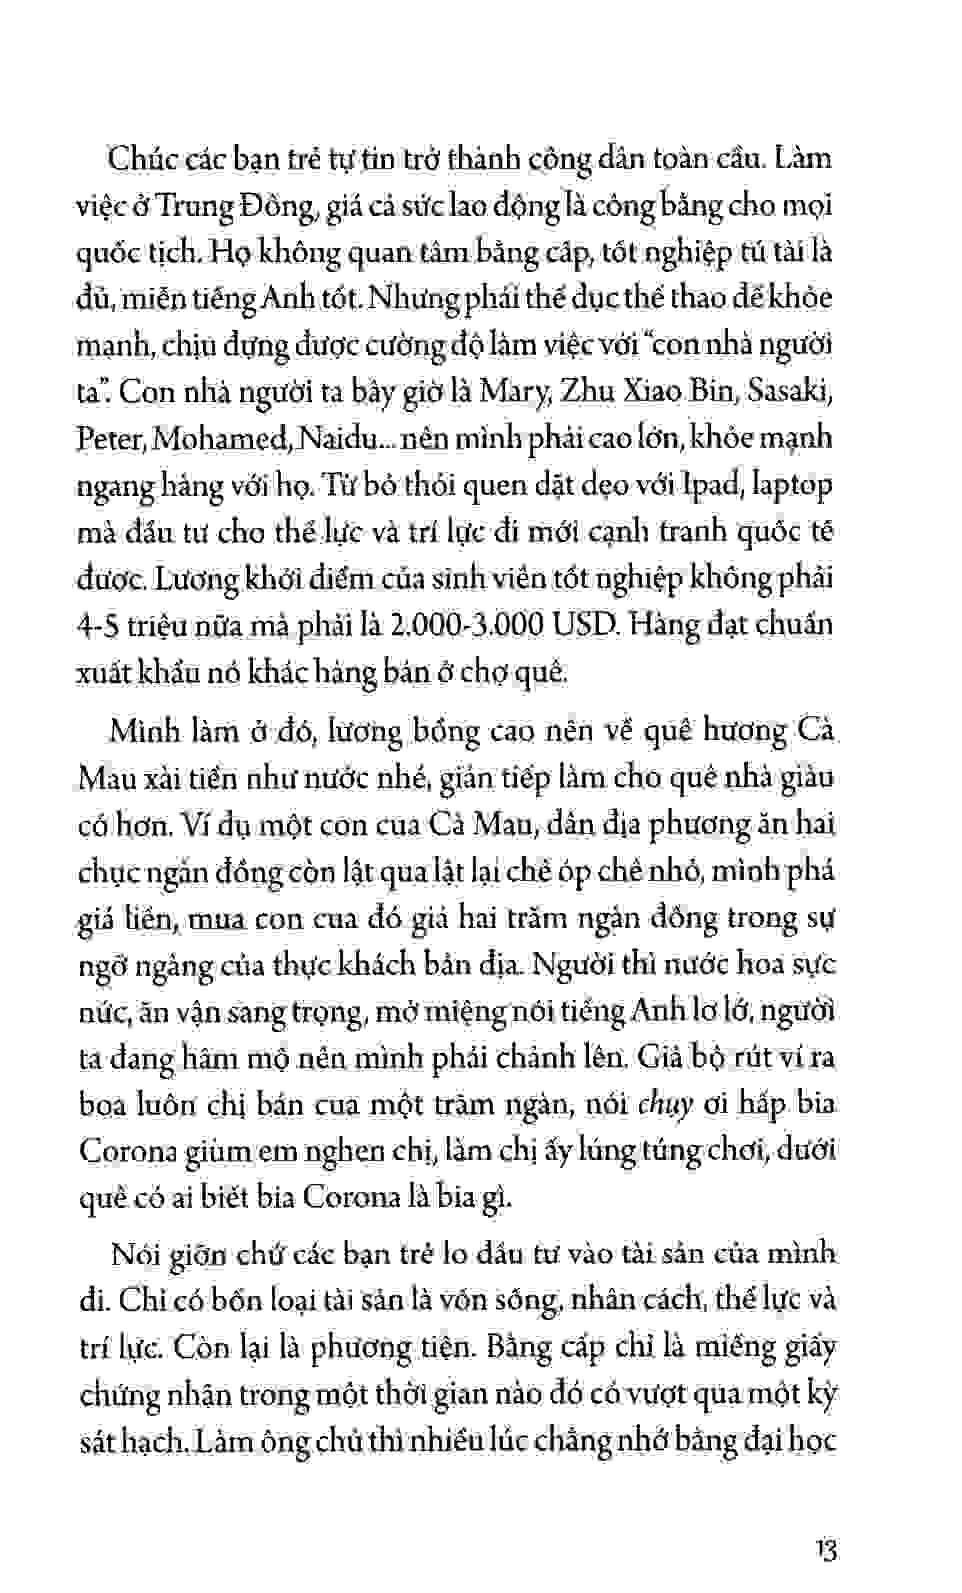 Chúc các bạn trẻ tự tin trở thành công dân toàn cầu. Làm
việc ở Trung Đông, giá cả sức lao động là công bằng cho mọi
quốc tịch. Họ không quan tâm bằng cấp, tốt nghiệp tú tài là
đủ, miễn tiếng Anh tốt. Nhưng phải thể dục thể thao để khỏe
mạnh, chịu đựng được cường độ làm việc với “con nhà người
ta”. Con nhà người ta bây giờ là Mary, Zhu Xiao Bin, Sasaki,
Peter, Mohamed, Naidu... nên mình phải cao lớn, khỏe mạnh
ngang hàng với họ. Từ bỏ thói quen dặt dẹo với Ipad, laptop
mà đầu tư cho thể lực và trí lực đi mới cạnh tranh quốc tế
được. Lương khởi điểm của sinh viên tốt nghiệp không phải
4-5 triệu nữa mà phải là 2.000-3.000 USD. Hàng đạt chuẩn
xuất khẩu nó khác hàng bán ở chợ quê.
Mình làm ở đó, lương bổng cao nên về quê hương Cà
Mau xài tiền như nước nhé, gián tiếp làm cho quê nhà giàu
có hơn. Ví dụ một con cua Cà Mau, dân địa phương ăn hai
chục ngàn đồng còn lật qua lật lại chê óp chê nhỏ, mình phá
giá liền, mua con cua đó giá hai trăm ngàn đồng trong sự
ngỡ ngàng của thực khách bản địa. Người thì nước hoa sực
nức, ăn vận sang trọng, mở miệng nói tiếng Anh lơ lớ, người
ta đang hâm mộ nên mình phải chảnh lên. Giả bộ rút ví ra
boa luôn chị bán cua một trăm ngàn, nói chuy ơi hấp bia
Corona giùm em nghen chị, làm chị ấy lúng túng chơi, dưới
quê có ai biết bia Corona là bia gì.
Nói giỡn chứ các bạn trẻ lo đầu tư vào tài sản của mình
đi. Chỉ có bốn loại tài sản là vốn sống, nhân cách, thể lực và
trí lực. Còn lại là phương tiện. Bằng cấp chỉ là miếng giấy
chứng nhận trong một thời gian nào đó có vượt qua một kỳ
sát hạch. Làm ông chủ thì nhiều lúc chẳng nhớ bằng đại học
13